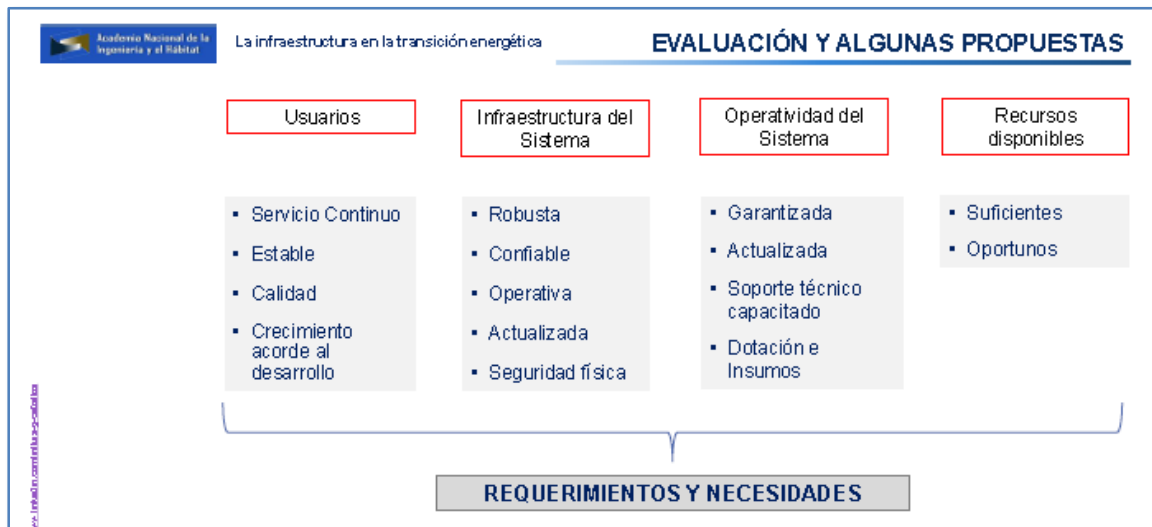 Academia Nacional de la
Ingeniería y el Hábitat
La infraestructura en la transición energética
EVALUACIÓN Y ALGUNAS PROPUESTAS
Usuarios
▪ Servicio Continuo
▪ Estable
▪ Calidad
▪ Crecimiento
acorde al
desarrollo
Infraestructura del
Sistema
▪ Robusta
▪ Confiable
▪ Operativa
▪ Actualizada
▪ Seguridad física
Operatividad del
Sistema
▪ Garantizada
▪ Actualizada
▪ Soporte técnico
capacitado
▪ Dotación e
Insumos
Recursos
disponibles
▪ Suficientes
▪ Oportunos
REQUERIMIENTOS Y NECESIDADES